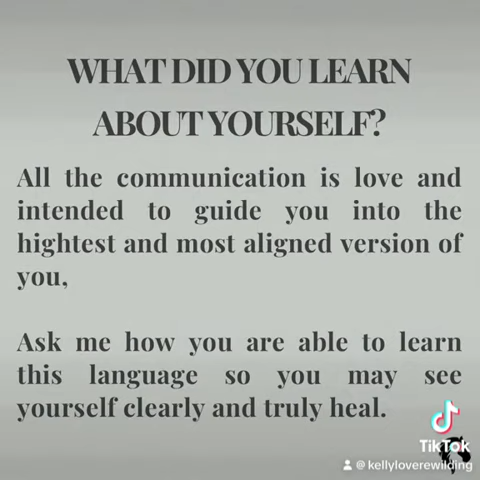 WHAT DID YOU LEARN
ABOUT YOURSELF?
All the communication is love and
intended to guide you into the
hightest and most aligned version of
you,
Ask me how you are able to learn
this language so you may see
yourself clearly and truly heal.
TikTok
@kellyloverewilding